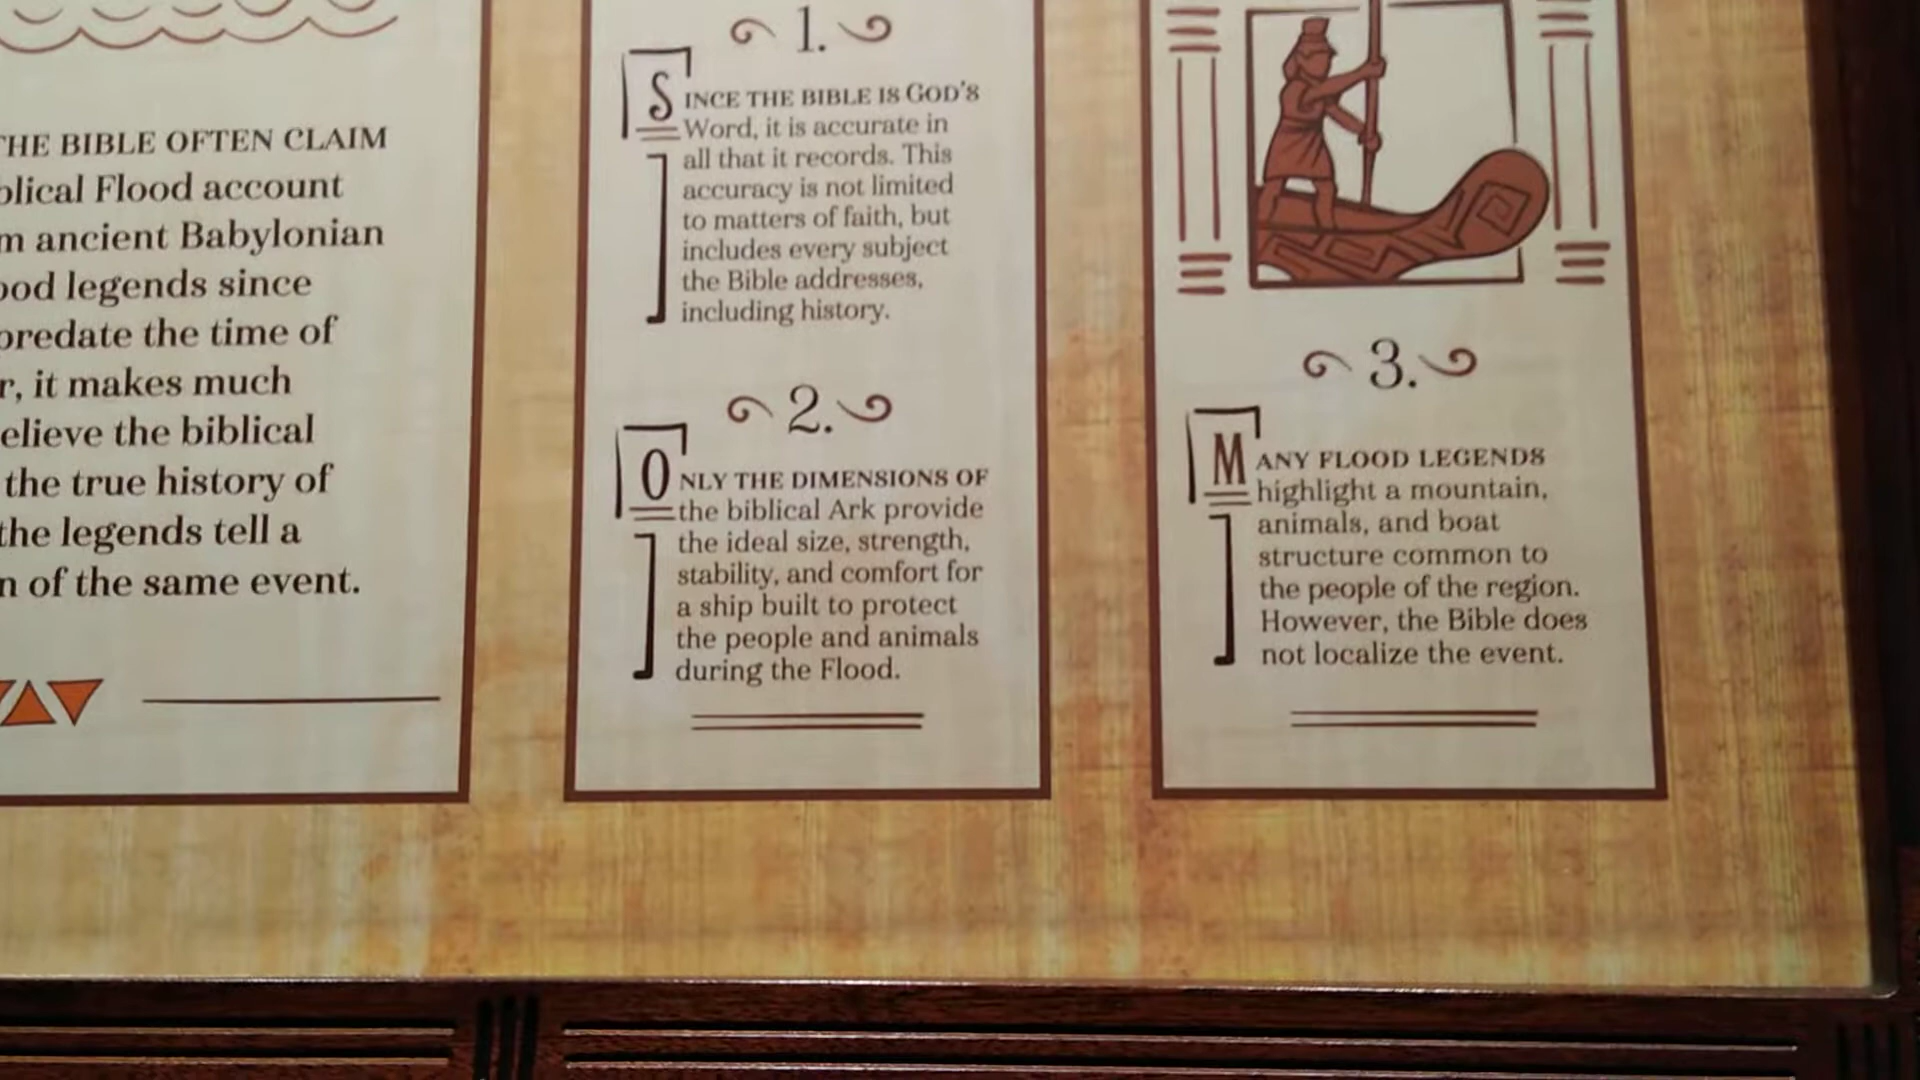 THE BIBLE OFTEN CLAIM
Flood account
ancient Babylonian
legends since
predate the time of
it makes much
the biblical
the true history of
the legends tell a
of the same event.
1.
SINCE THE BIBLE IS GOD'S
Word, it is accurate in
all that it records. This
accuracy is not limited
to matters of faith, but
includes every subject
the Bible addresses,
including history.
2.
ONLY THE DIMENSIONS OF
the biblical Ark provide
the ideal size, strength,
stability, and comfort for
a ship built to protect
the people and animals
during the Flood.
3.
MANY FLOOD LEGENDS
highlight a mountain,
animals, and boat
structure common to
the people of the region.
However, the Bible does
not localize the event.